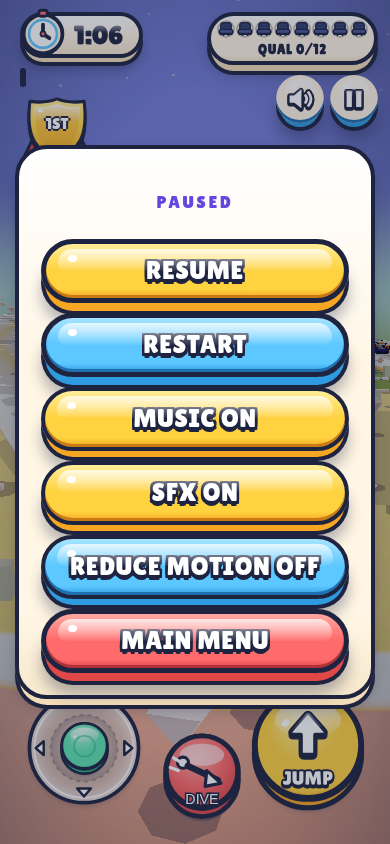 1:06
QUAL 0/12
1ST
PAUSED
RESUME
RESTART
MUSIC ON
SFX ON
REDUCE MOTION OFF
MAIN MENU
DIVE
JUMP